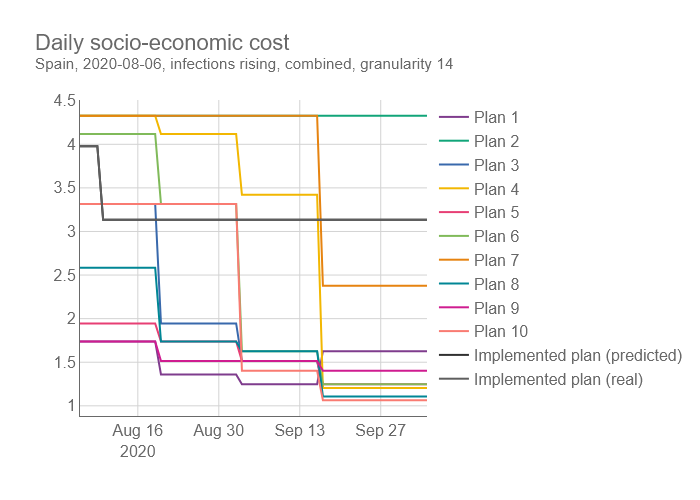 Daily socio-economic cost
Spain, 2020-08-06, infections rising, combined, granularity 14
4.5
4
3.5
3
2.5
2
1.5
1
Aug 16
2020
Aug 30
Sep 13
Sep 27
Plan 1
Plan 2
Plan 3
Plan 4
Plan 5
Plan 6
Plan 7
Plan 8
Plan 9
Plan 10
Implemented plan (predicted)
Implemented plan (real)